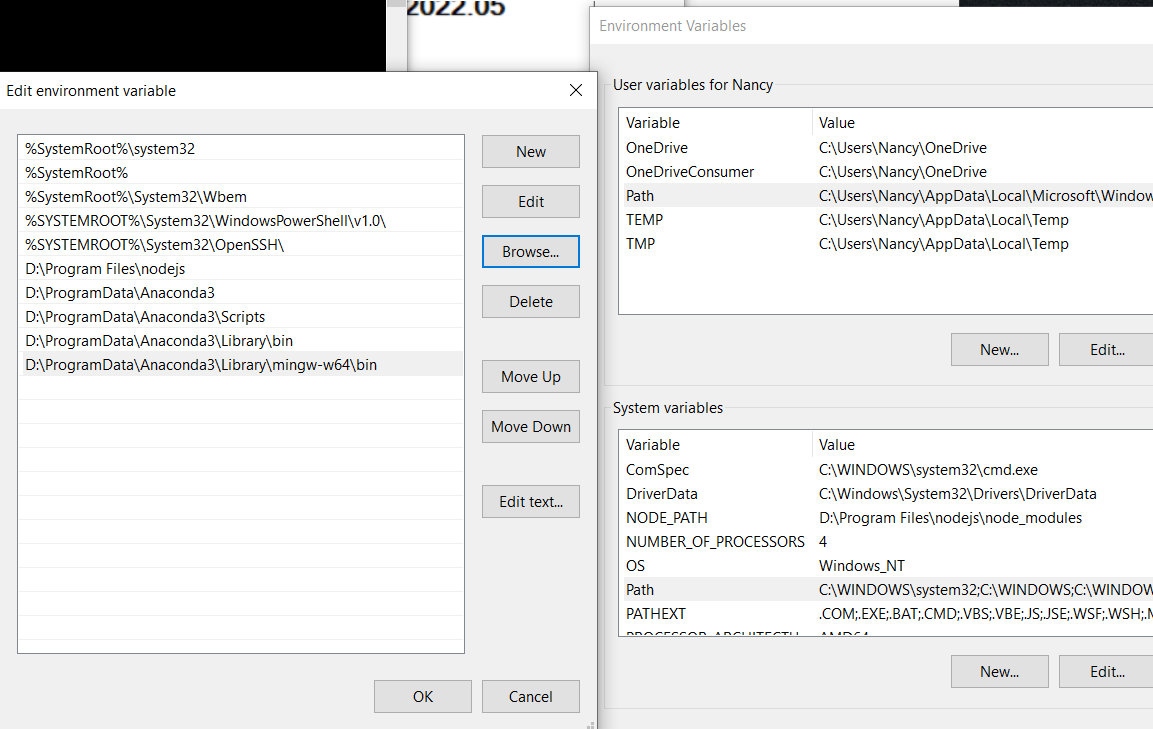 2022.05
Environment Variables
Edit environment variable
%SystemRoot%\system32
%SystemRoot%
%SystemRoot%\System32\Wbem
%SYSTEMROOT%\System32\WindowsPowerShell\v1.0\
%SYSTEMROOT%\System32\OpenSSH\
D:\Program Files\nodejs
D:\ProgramData\Anaconda3
D:\ProgramData\Anaconda3\Scripts
D:\ProgramData\Anaconda3\Library\bin
D:\ProgramData\Anaconda3\Library\mingw-w64\bin
New
Edit
Browse...
Delete
Move Up
Move Down
Edit text...
OK
Cancel
User variables for Nancy
Variable Value
OneDrive C:\Users\Nancy\OneDrive
OneDriveConsumer C:\Users\Nancy\OneDrive
Path C:\Users\Nancy\AppData\Local\Microsoft\Window
TEMP C:\Users\Nancy\AppData\Local\Temp
TMP C:\Users\Nancy\AppData\Local\Temp
New... Edit...
System variables
Variable Value
ComSpec C:\WINDOWS\system32\cmd.exe
DriverData C:\Windows\System32\Drivers\DriverData
NODE_PATH D:\Program Files\nodejs\node_modules
NUMBER_OF_PROCESSORS 4
OS Windows_NT
Path C:\WINDOWS\system32;C:\WINDOWS;C:\WINDOW
PATHEXT .COM;.EXE;.BAT;.CMD;.VBS;.VBE;.JS;.JSE;.WSF;.WSH;.
New... Edit...